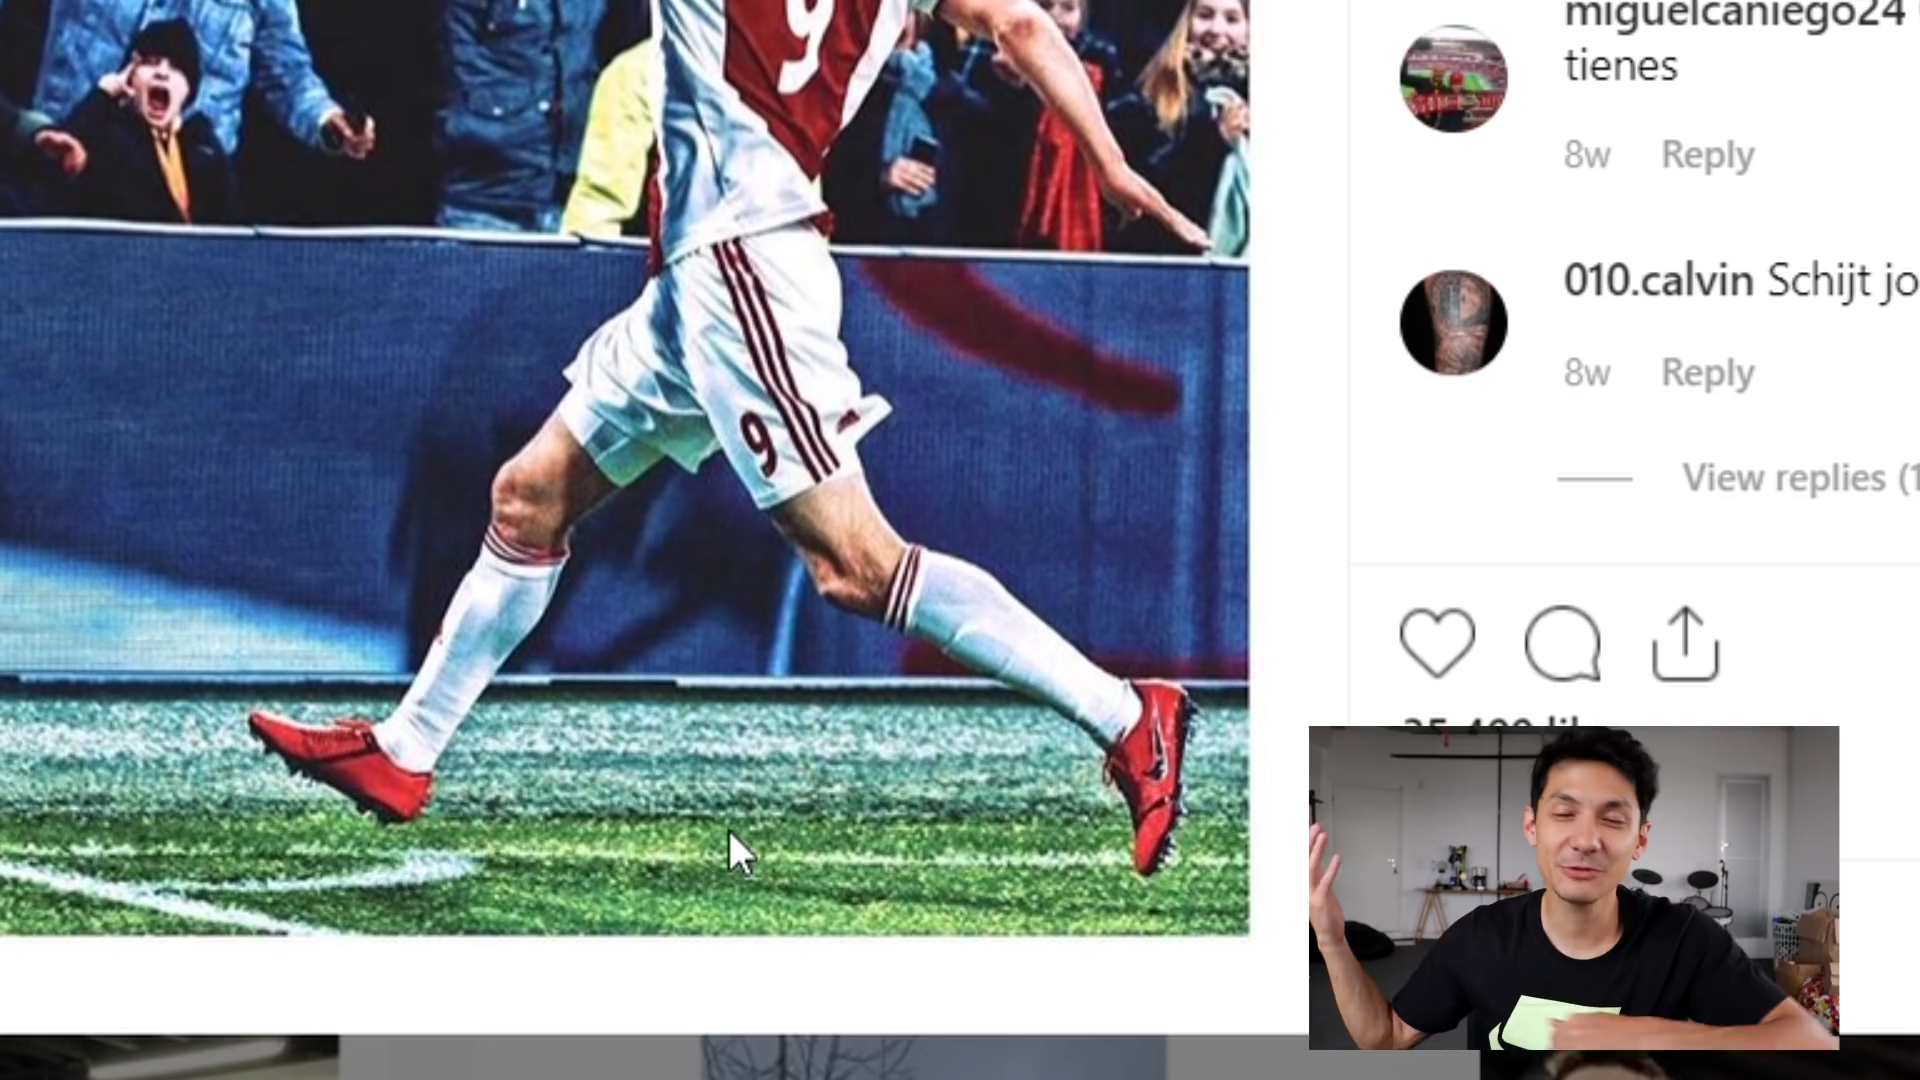 9
9
miguelcaniego24
tienes
8w Reply
010.calvin Schijt jo
8w Reply
View replies (1